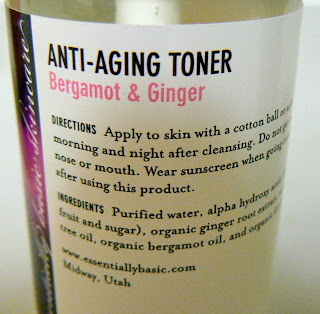 ANTI-AGING TONER
Bergamot & Ginger
DIRECTIONS Apply to skin with a cotton ball or
morning and night after cleansing. Do not
nose or mouth. Wear sunscreen when going
after using this product.
INGREDIENTS Purified water, alpha hydroxy
fruit and sugar), organic ginger root extract,
tree oil, organic bergamot oil, and organic
www.essentiallybasic.com
Midway, Utah
basic skincare